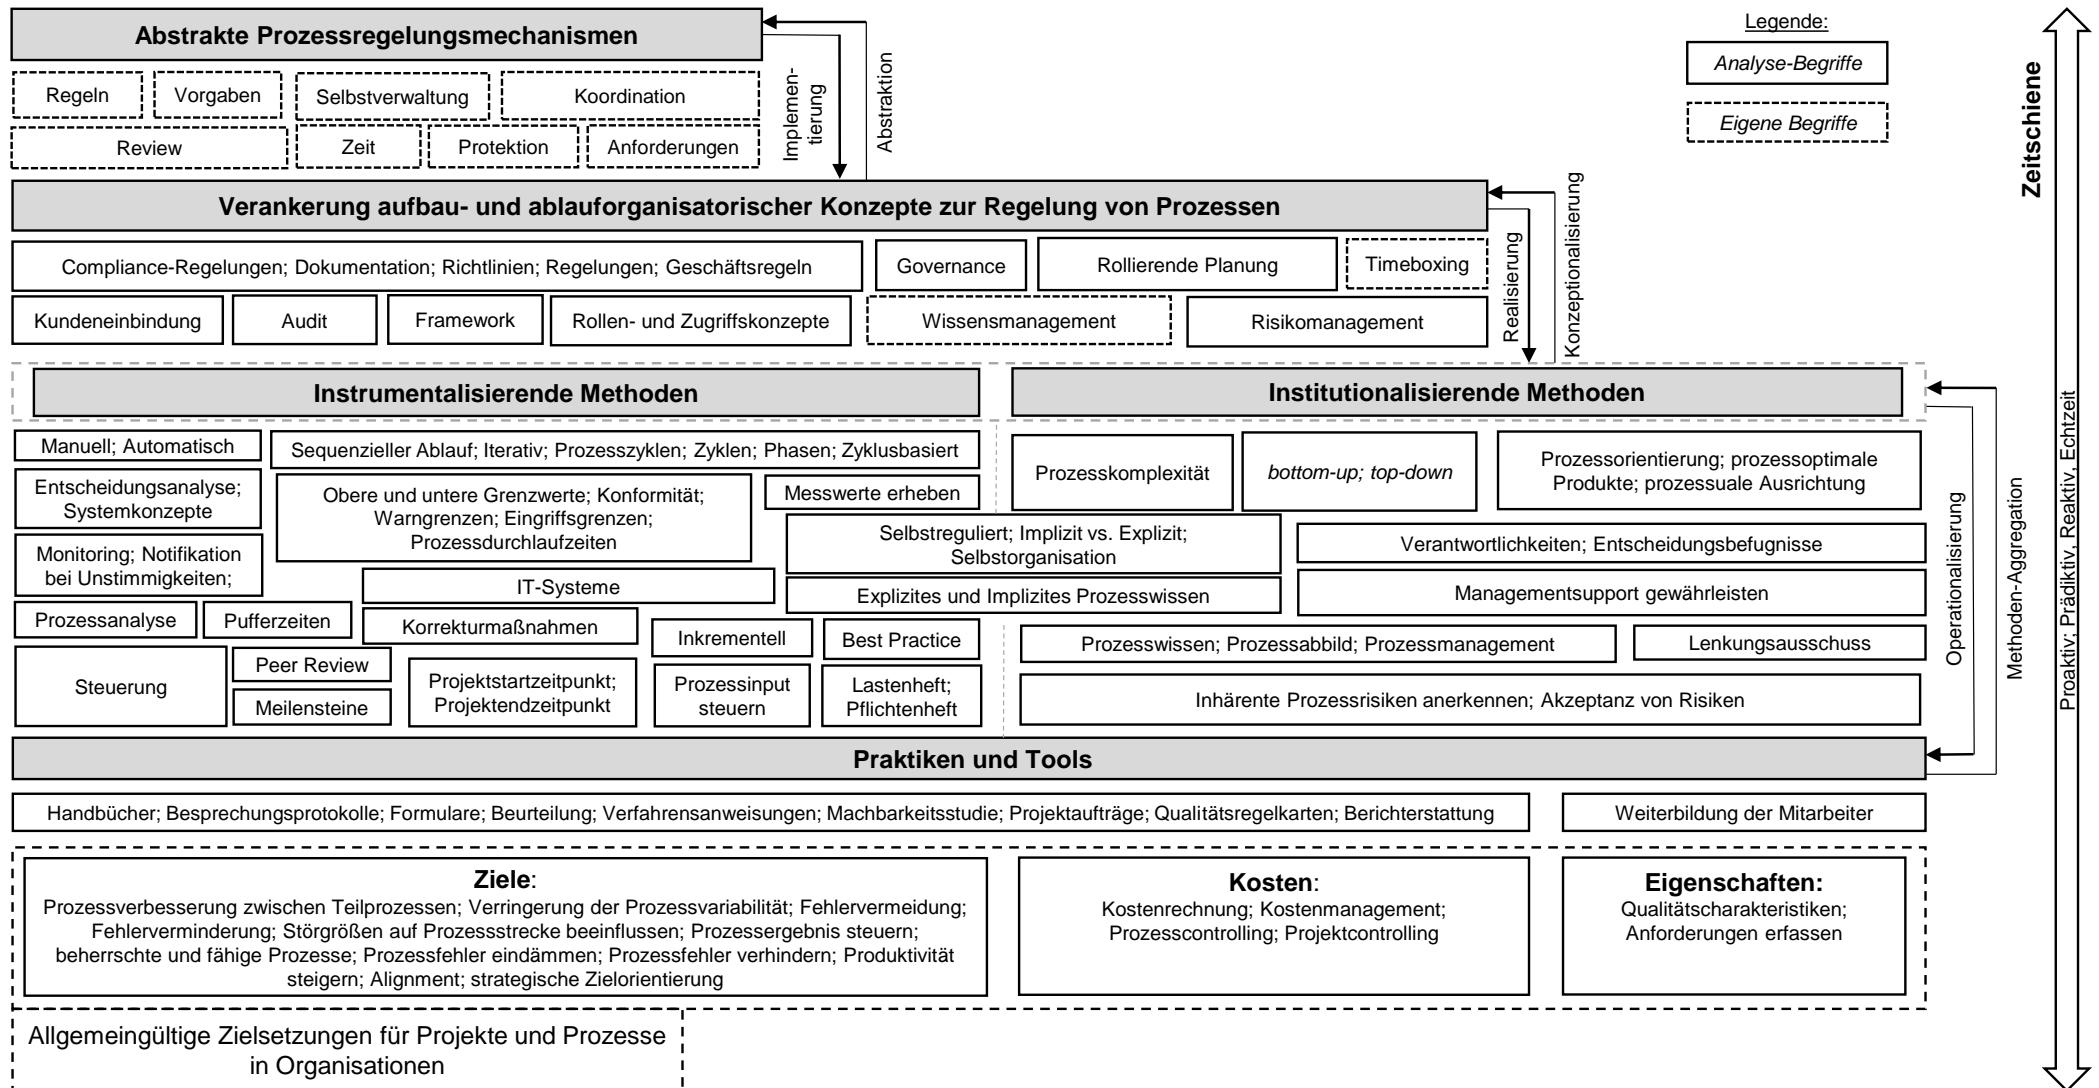 Abstrakte Prozessregelungsmechanismen
Regeln
Vorgaben
Selbstverwaltung
Koordination
Review
Zeit
Protektion
Anforderungen
Implemen-
tierung
Abstraktion
Legende:
Analyse-Begriffe
Eigene Begriffe
Verankerung aufbau- und ablauforganisatorischer Konzepte zur Regelung von Prozessen
Compliance-Regelungen; Dokumentation; Richtlinien; Regelungen; Geschäftsregeln
Governance
Rollierende Planung
Timeboxing
Kundeneinbindung
Audit
Framework
Rollen- und Zugriffskonzepte
Wissensmanagement
Risikomanagement
Realisierung
Konzeptionalisierung
Instrumentalisierende Methoden
Institutionalisierende Methoden
Manuell; Automatisch
Sequenzieller Ablauf; Iterativ; Prozesszyklen; Zyklen; Phasen; Zyklusbasiert
Entscheidungsanalyse;
Systemkonzepte
Obere und untere Grenzwerte; Konformität;
Warngrenzen; Eingriffsgrenzen;
Prozessdurchlaufzeiten
Messwerte erheben
Monitoring; Notifikation
bei Unstimmigkeiten;
IT-Systeme
Prozessanalyse
Pufferzeiten
Korrekturmaßnahmen
Inkrementell
Best Practice
Steuerung
Peer Review
Meilensteine
Projektstartzeitpunkt;
Projektendzeitpunkt
Prozessinput
steuern
Lastenheft;
Pflichtenheft
Selbstreguliert; Implizit vs. Explizit;
Selbstorganisation
Explizites und Implizites Prozesswissen
Prozesskomplexität
bottom-up; top-down
Prozessorientierung; prozessoptimale
Produkte; prozessuale Ausrichtung
Verantwortlichkeiten; Entscheidungsbefugnisse
Managementsupport gewährleisten
Prozesswissen; Prozessabbild; Prozessmanagement
Lenkungsausschuss
Inhärente Prozessrisiken anerkennen; Akzeptanz von Risiken
Operationalisierung
Methoden-Aggregation
Praktiken und Tools
Handbücher; Besprechungsprotokolle; Formulare; Beurteilung; Verfahrensanweisungen; Machbarkeitsstudie; Projektaufträge; Qualitätsregelkarten; Berichterstattung
Weiterbildung der Mitarbeiter
Ziele:
Prozessverbesserung zwischen Teilprozessen; Verringerung der Prozessvariabilität; Fehlervermeidung;
Fehlerverminderung; Störgrößen auf Prozessstrecke beeinflussen; Prozessergebnis steuern;
beherrschte und fähige Prozesse; Prozessfehler eindämmen; Prozessfehler verhindern; Produktivität
steigern; Alignment; strategische Zielorientierung
Kosten:
Kostenrechnung; Kostenmanagement;
Prozesscontrolling; Projektcontrolling
Eigenschaften:
Qualitätscharakteristiken;
Anforderungen erfassen
Allgemeingültige Zielsetzungen für Projekte und Prozesse
in Organisationen
Zeitschiene
Proaktiv; Prädiktiv, Reaktiv, Echtzeit